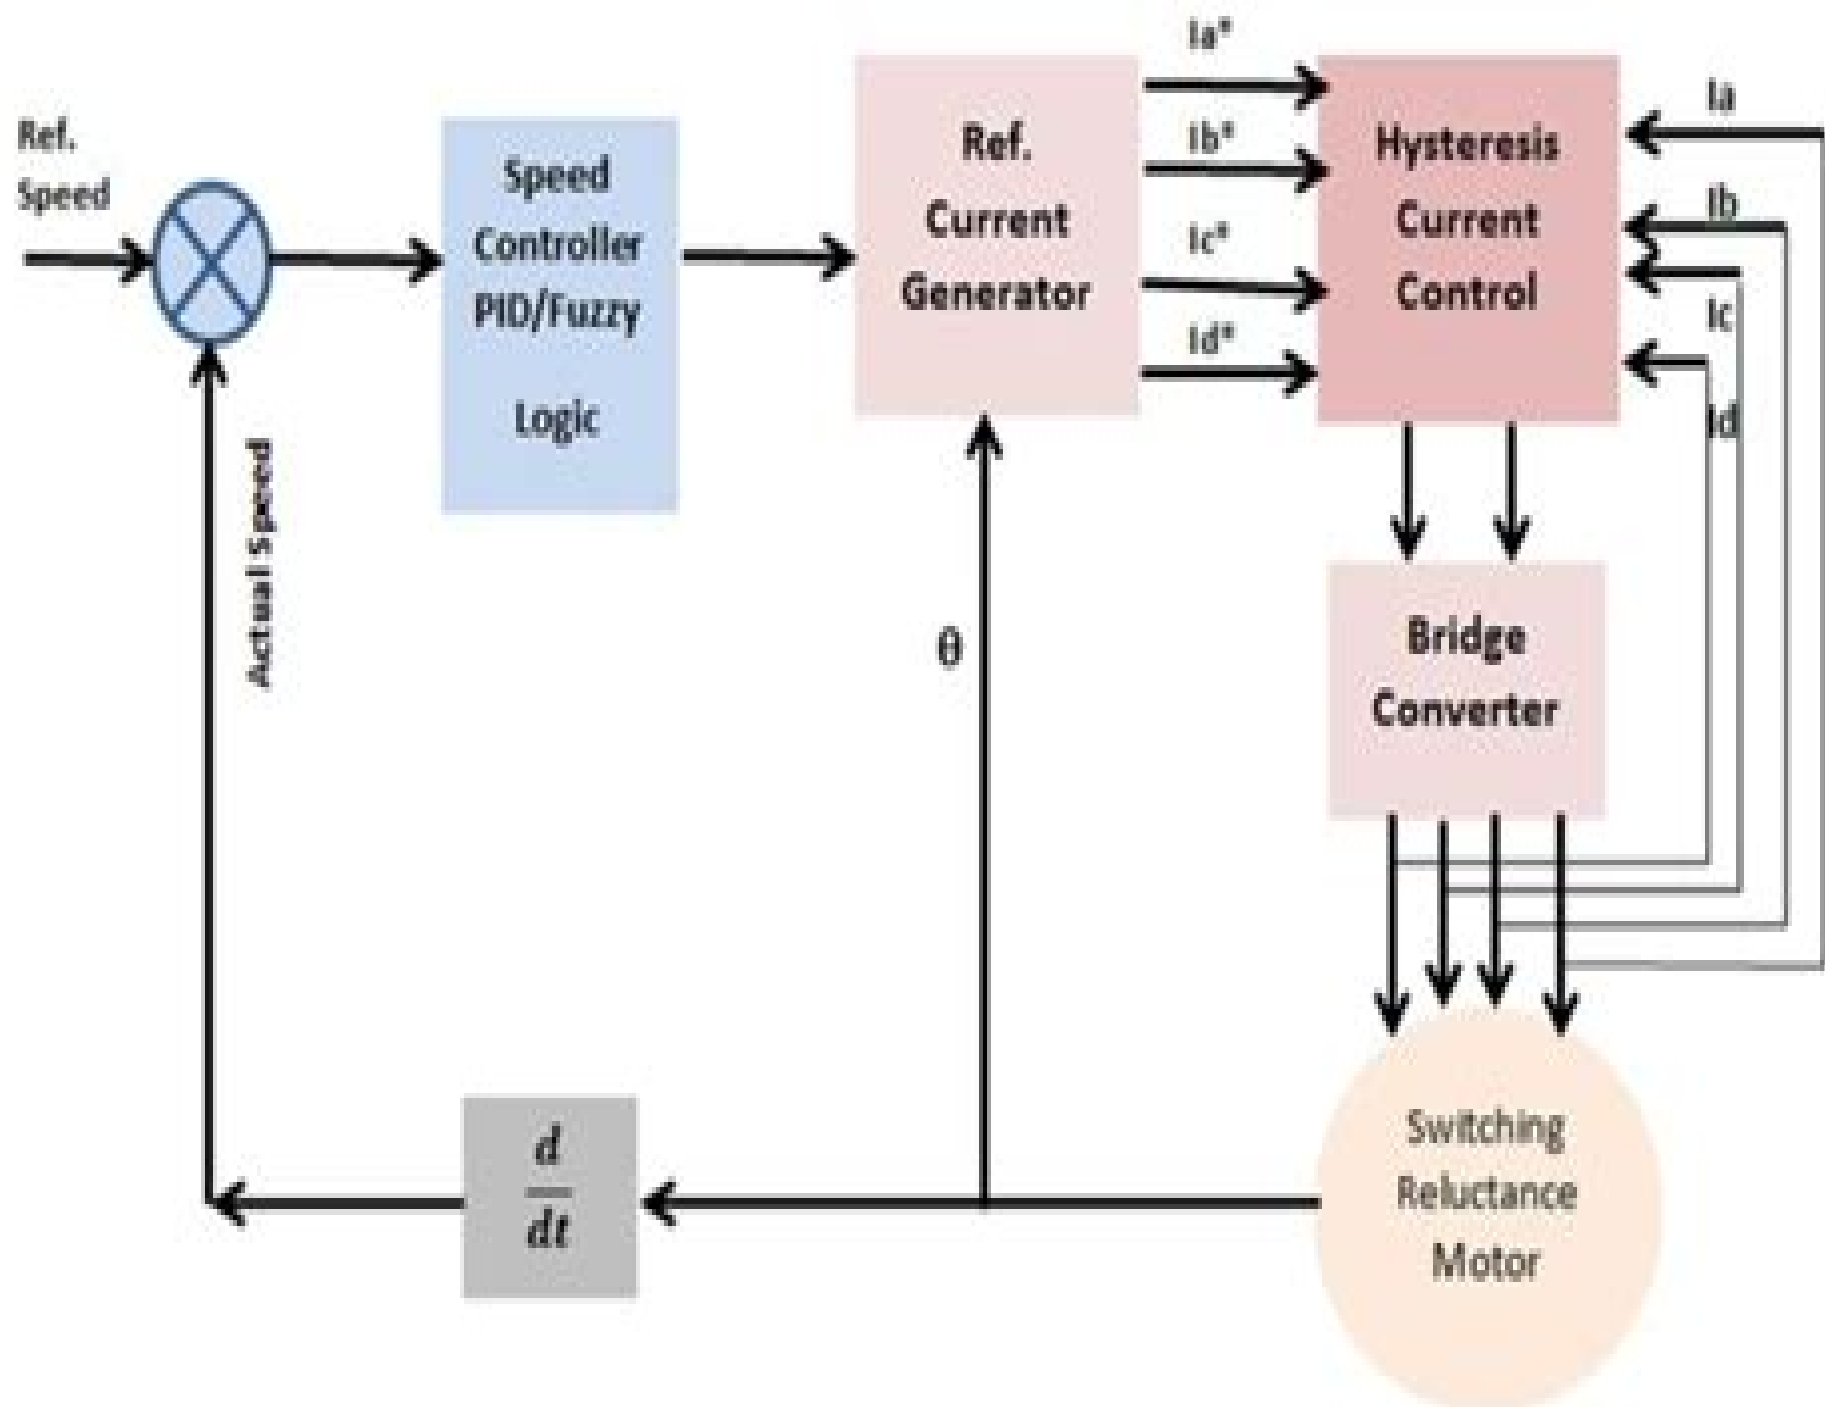 Ref.
Speed
Speed
Controller
PID/Fuzzy
Logic
Ref.
Current
Generator
Ia*
Ib*
Ic*
Id*
Hysteresis
Current
Control
Ia
Ib
Ic
Id
Actual Speed
θ
Bridge
Converter
d
dt
Switching
Reluctance
Motor